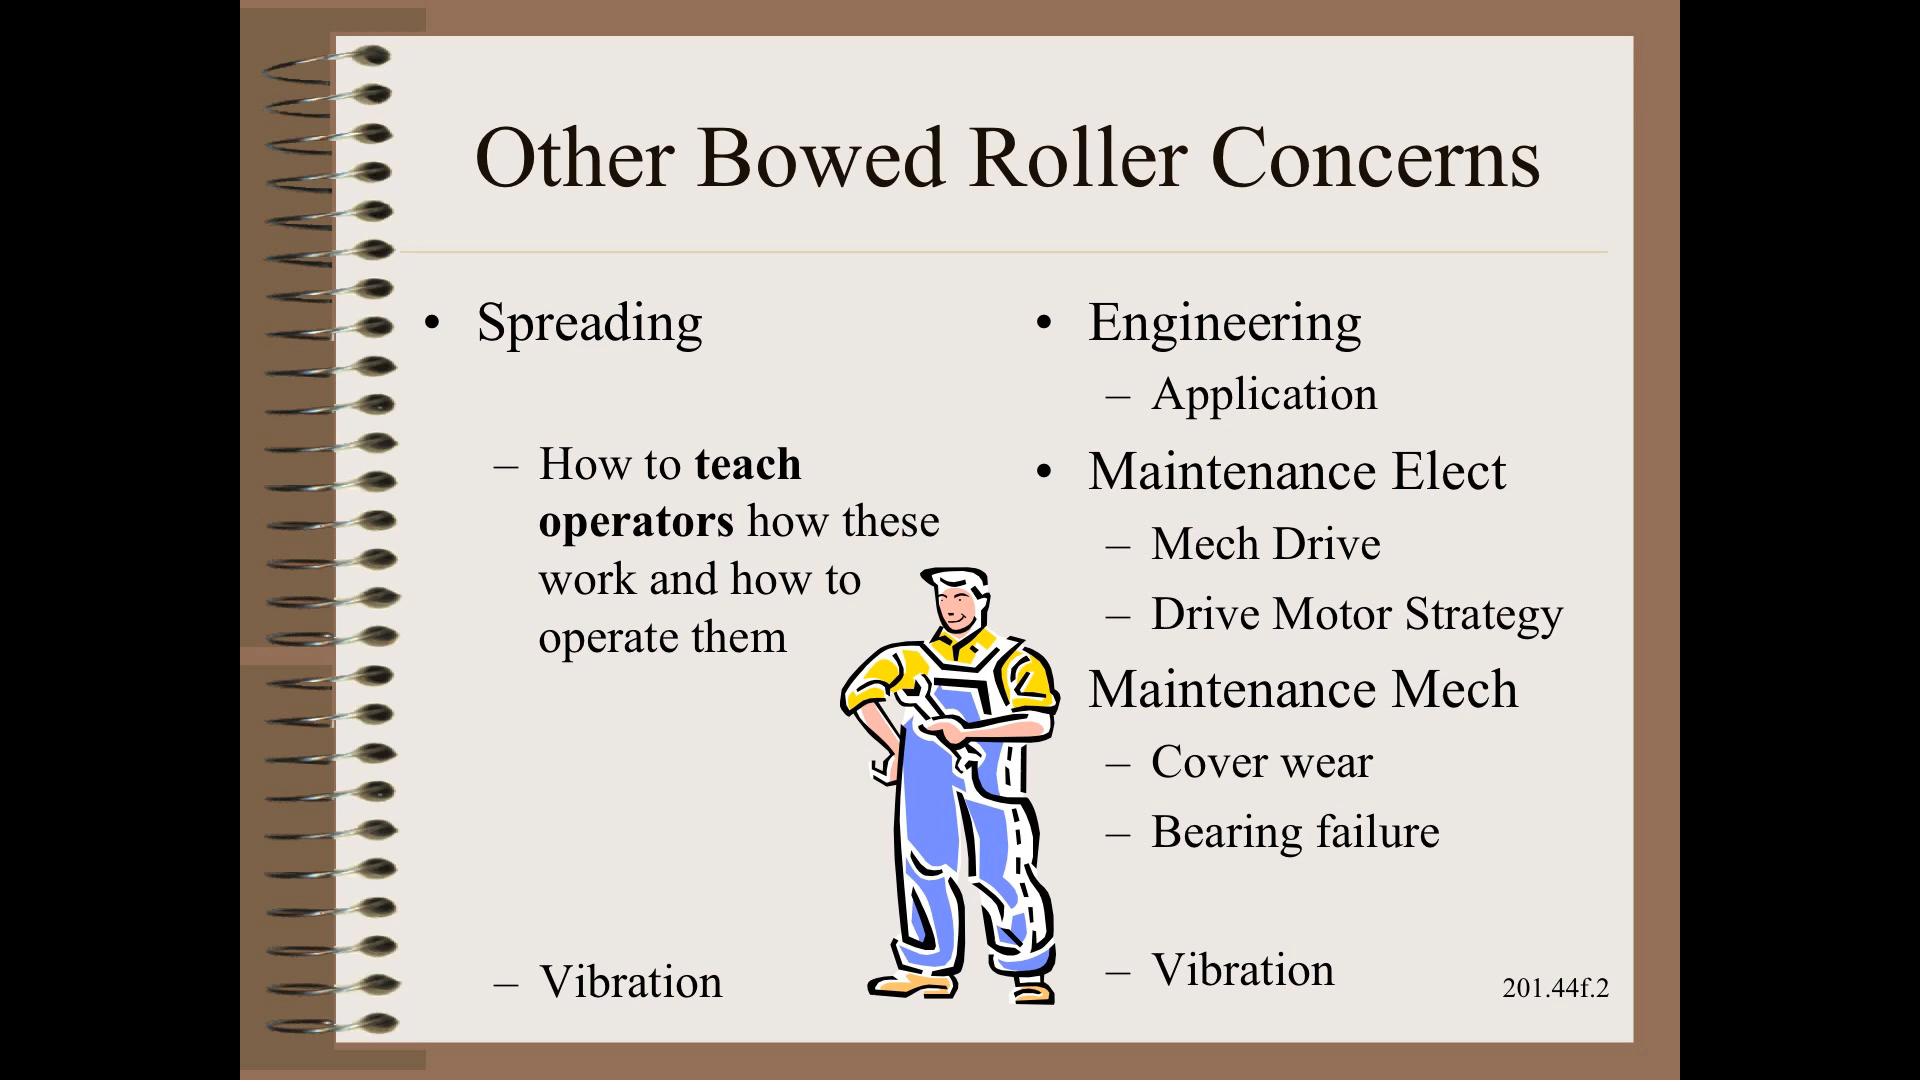 Other Bowed Roller Concerns
• Spreading
– How to teach
operators how these
work and how to
operate them
– Vibration
• Engineering
– Application
• Maintenance Elect
– Mech Drive
– Drive Motor Strategy
Maintenance Mech
– Cover wear
– Bearing failure
– Vibration
201.44f.2